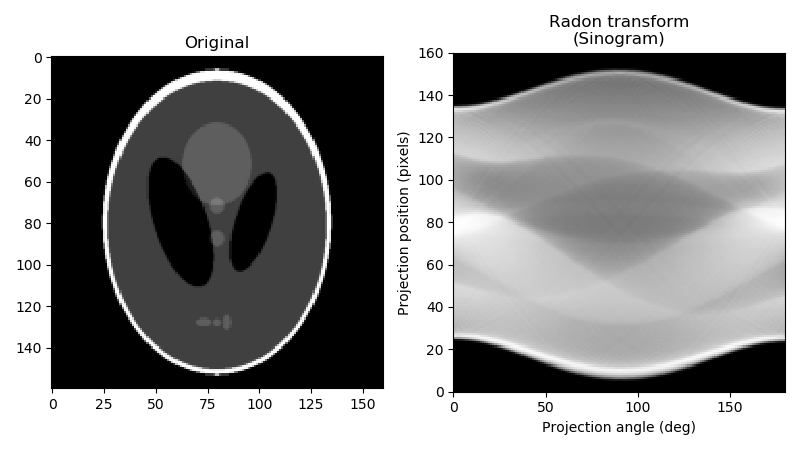 Original
0
20
40
60
80
100
120
140
0 25 50 75 100 125 150
Radon transform
(Sinogram)
160
140
120
100
80
60
40
20
0
0 50 100 150
Projection position (pixels)
Projection angle (deg)